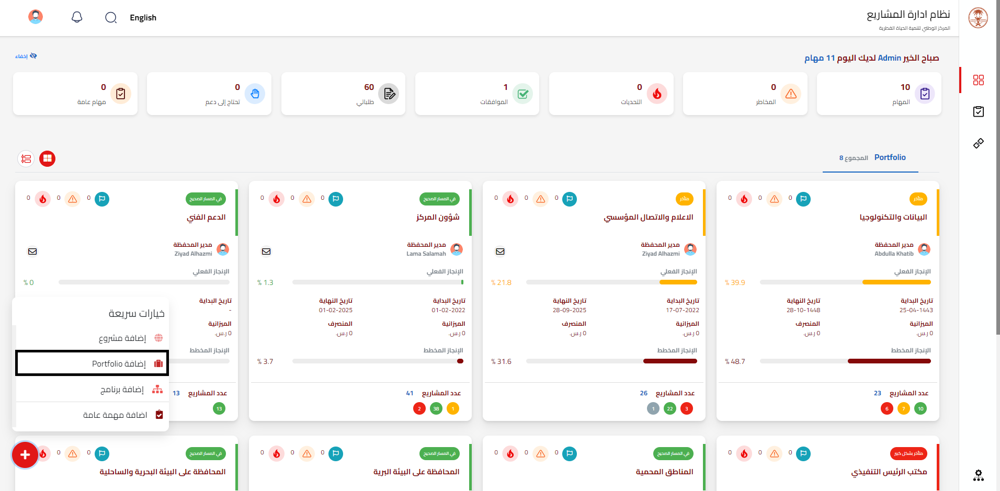 نظام ادارة المشاريع
المركز الوطني لتنمية الحياة الفطرية
English
صباح الخير Admin لديك اليوم 11 مهام
إخفاء
10
المهام
0
المخاطر
0
التحديات
1
الموافقات
60
طلباتي
0
تحتاج إلى دعم
0
مهام عامة
Portfolio المجموع 8
متأخر
0 0 0
البيانات والتكنولوجيا
مدير المحفظة
Abdulla Khatib
الإنجاز الفعلي
% 39.9
تاريخ البداية تاريخ النهاية
25-04-1443 28-10-1448
الميزانية المنصرف
0 ر.س. 0 ر.س.
الإنجاز المخطط
% 48.7
عدد المشاريع 23
10 7 6
متأخر
0 0 0
الاعلام والاتصال المؤسسي
مدير المحفظة
Ziyad Alhazmi
الإنجاز الفعلي
% 21.8
تاريخ البداية تاريخ النهاية
17-07-2022 28-09-2025
الميزانية المنصرف
0 ر.س. 0 ر.س.
الإنجاز المخطط
% 31.6
عدد المشاريع 26
3 22 1
في المسار الصحيح
0 0 0
شؤون المركز
مدير المحفظة
Lama Salamah
الإنجاز الفعلي
% 1.3
تاريخ البداية تاريخ النهاية
01-02-2022 01-02-2025
الميزانية المنصرف
0 ر.س. 0 ر.س.
الإنجاز المخطط
% 3.7
عدد المشاريع 41
1 38 2
في المسار الصحيح
0 0 0
الدعم الفني
مدير المحفظة
Ziyad Alhazmi
الإنجاز الفعلي
% 0
تاريخ البداية
-
الميزانية
0 ر.س.
الإنجاز المخطط
عدد المشاريع 13
13
خيارات سريعة
إضافة مشروع
إضافة Portfolio
إضافة برنامج
اضافة مهمة عامة
متأخر بشكل كبير
0 0 0
مكتب الرئيس التنفيذي
في المسار الصحيح
0 0 0
المناطق المحمية
في المسار الصحيح
0 0 0
المحافظة على البيئة البرية
في المسار الصحيح
0 0
المحافظة على البيئة البحرية والساحلية